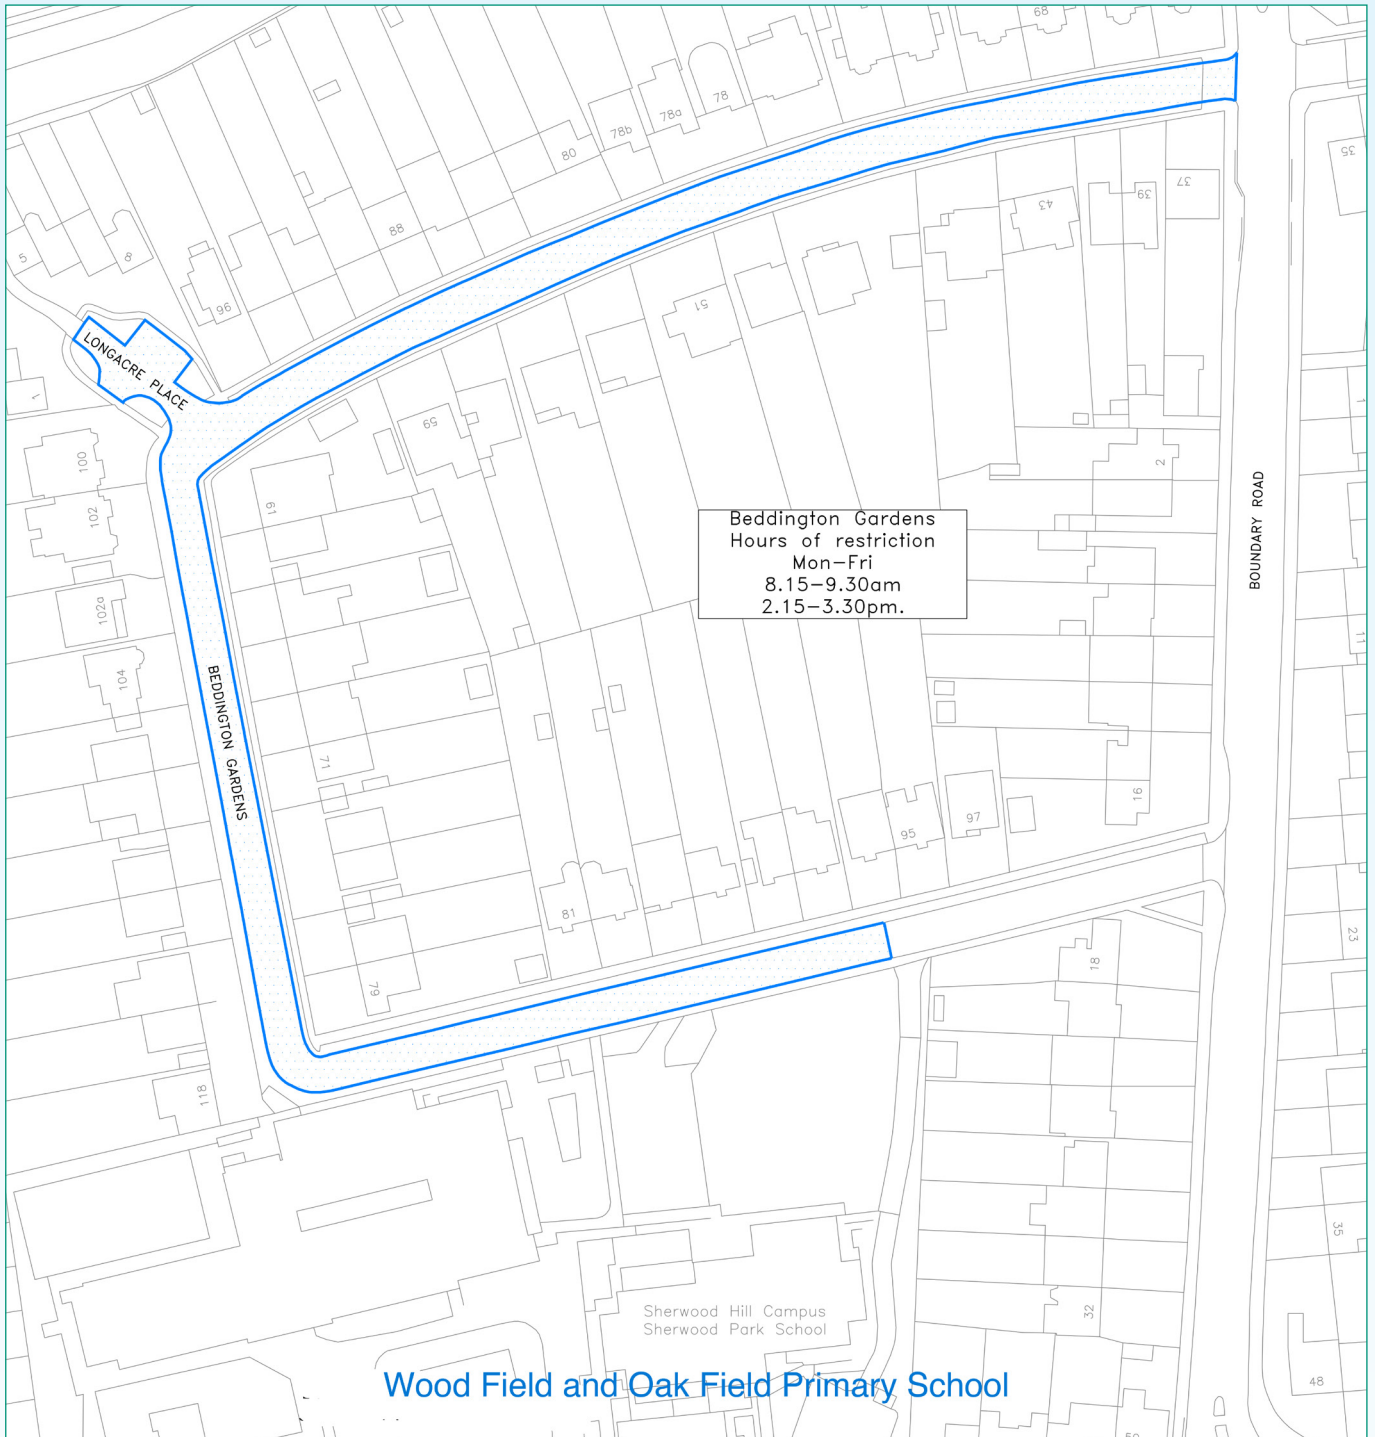 68
78
78a
78b
80
88
96
8
5
35
37
39
43
51
59
61
LONGACRE PLACE
1
100
102
102a
104
Beddington Gardens
Hours of restriction
Mon-Fri
8.15-9.30am
2.15-3.30pm.
2
1
BOUNDARY ROAD
11
BEDDINGTON GARDENS
71
16
97
95
81
79
18
23
118
35
32
Sherwood Hill Campus
Sherwood Park School
48
Wood Field and Oak Field Primary School